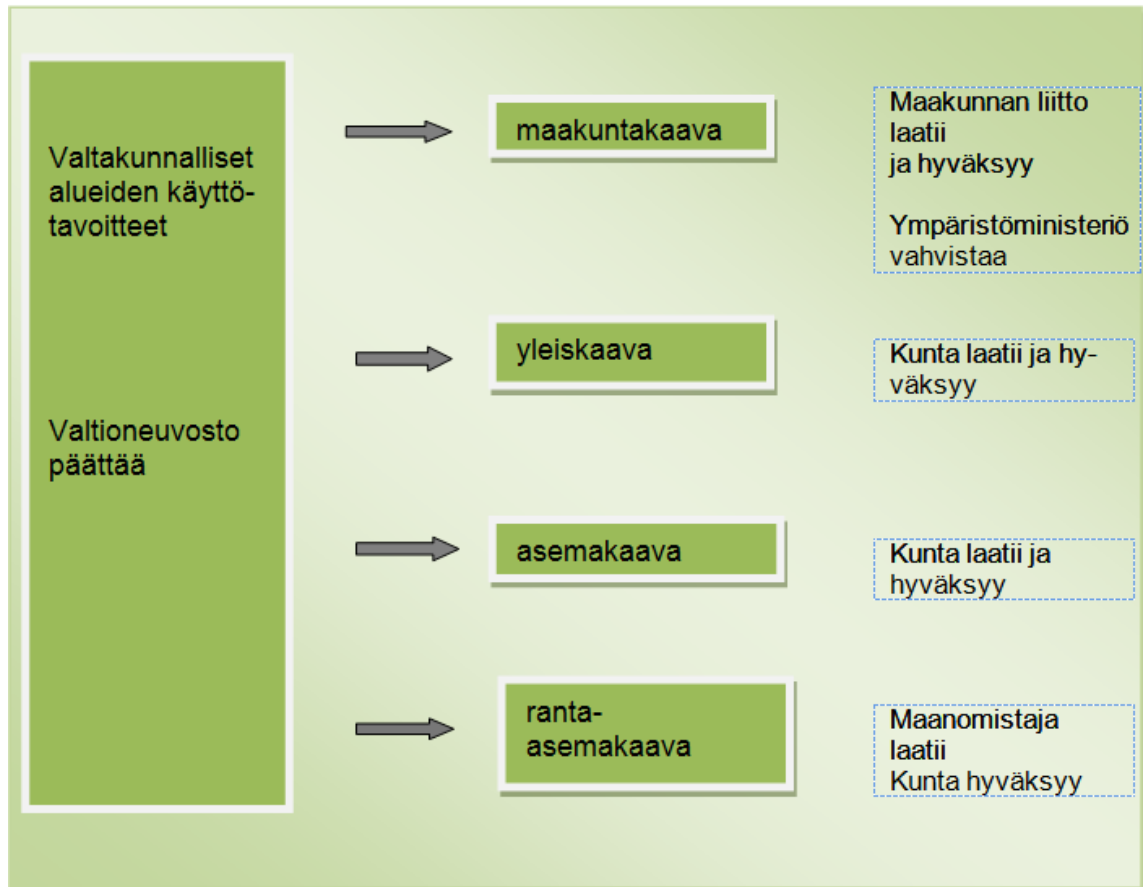 Valtakunnalliset
alueiden käyttö-
tavoitteet
Valtioneuvosto
päättää
maakuntakaava
Maakunnan liitto
laatii
ja hyväksyy
Ympäristöministeriö
vahvistaa
yleiskaava
Kunta laatii ja hy-
väksyy
asemakaava
Kunta laatii ja
hyväksyy
ranta-
asemakaava
Maanomistaja
laatii
Kunta hyväksyy